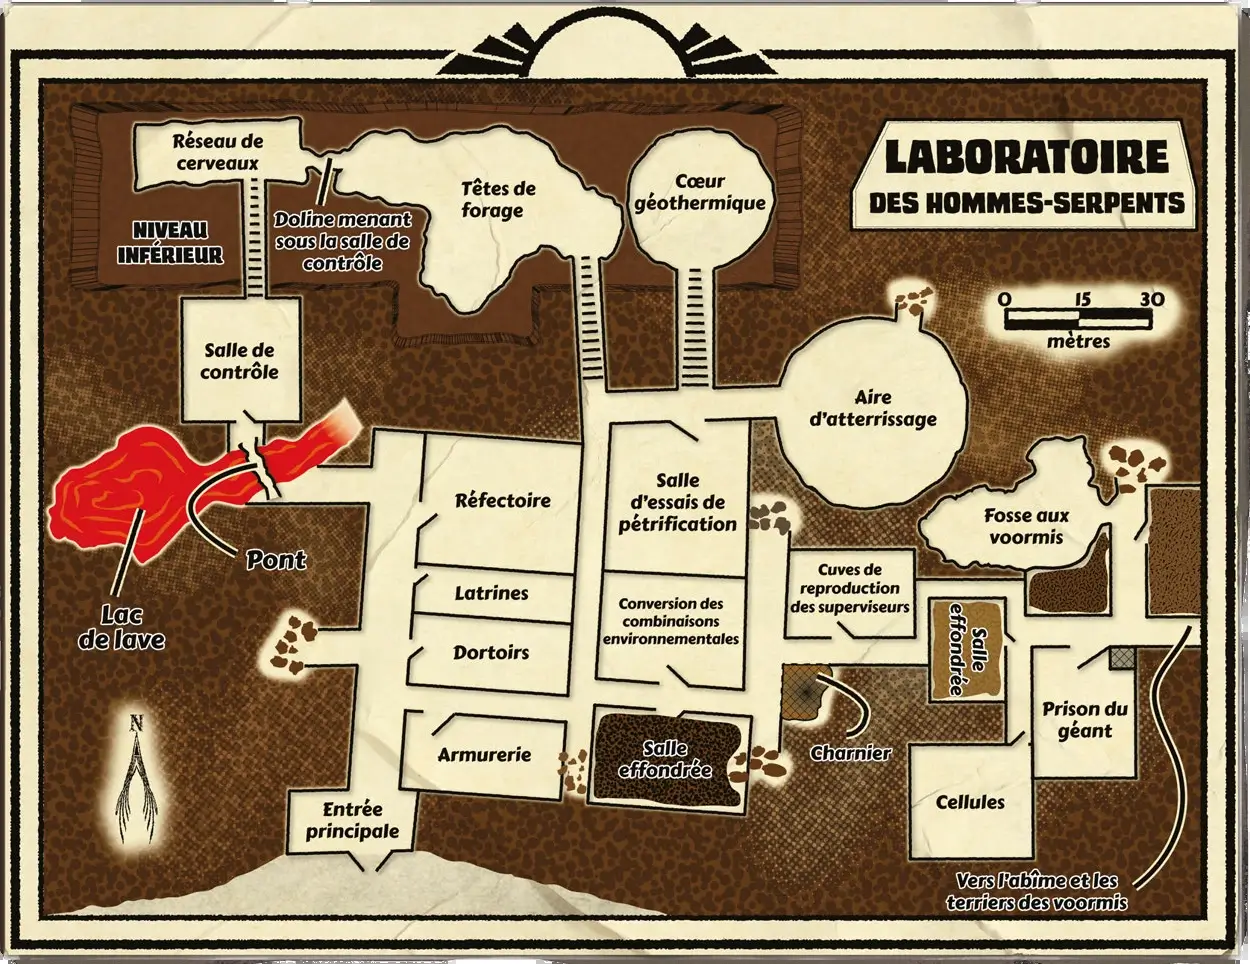 LABORATOIRE
DES HOMMES-SERPENTS
Réseau de
cerveaux
Têtes de
forage
Cœur
géothermique
NIVEAU
INFÉRIEUR
Doline menant
sous la salle de
contrôle
0 15 30
mètres
Salle de
contrôle
Aire
d'atterrissage
Réfectoire
Salle
d'essais de
pétrification
Fosse aux
voormis
Pont
Lac
de lave
Latrines
Conversion des
combinaisons
environnementales
Cuves de
reproduction
des superviseurs
Salle
effondrée
Dortoirs
Prison du
géant
N
Armurerie
Salle
effondrée
Charnier
Entrée
principale
Cellules
Vers l'abîme et les
terriers des voormis